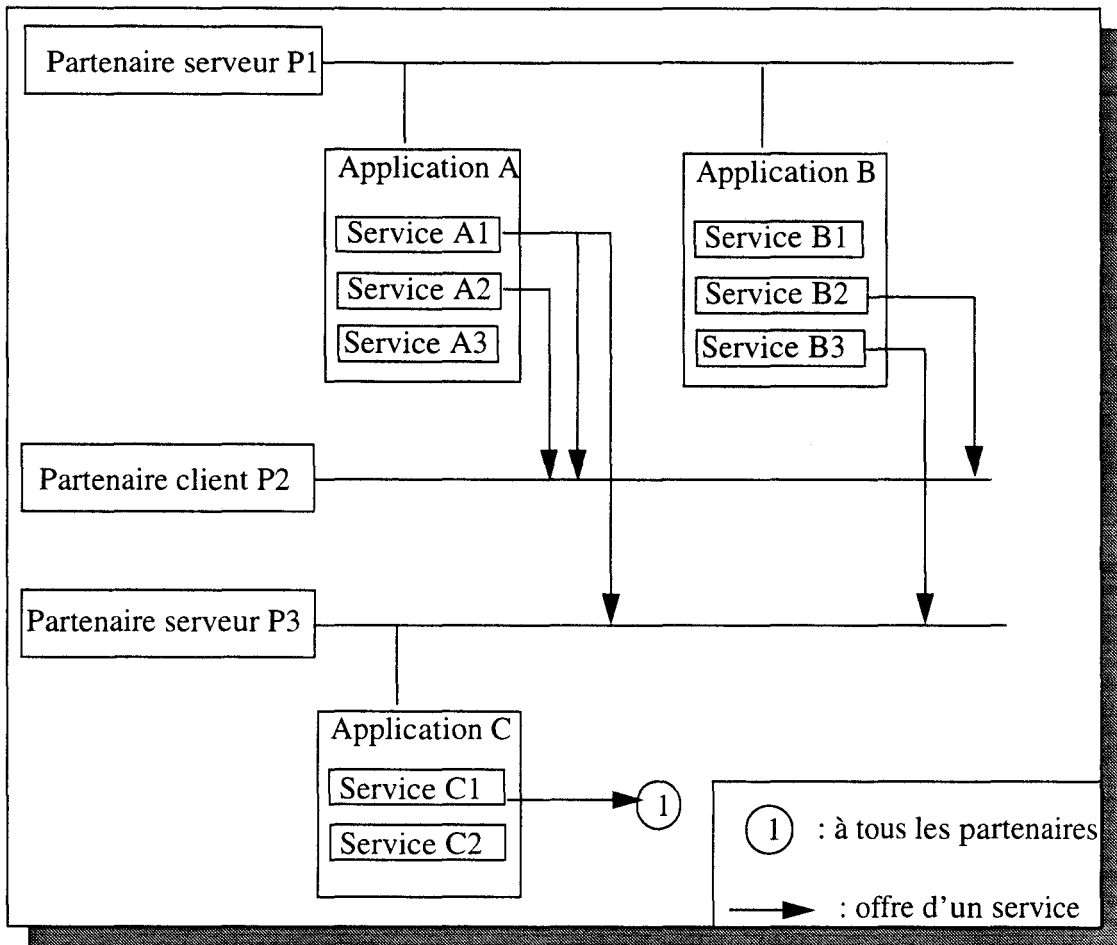 Partenaire serveur P1
Application A
Service A1
Service A2
Service A3
Application B
Service B1
Service B2
Service B3
Partenaire client P2
Partenaire serveur P3
Application C
Service C1
Service C2
1
1 : à tous les partenaires
: offre d'un service